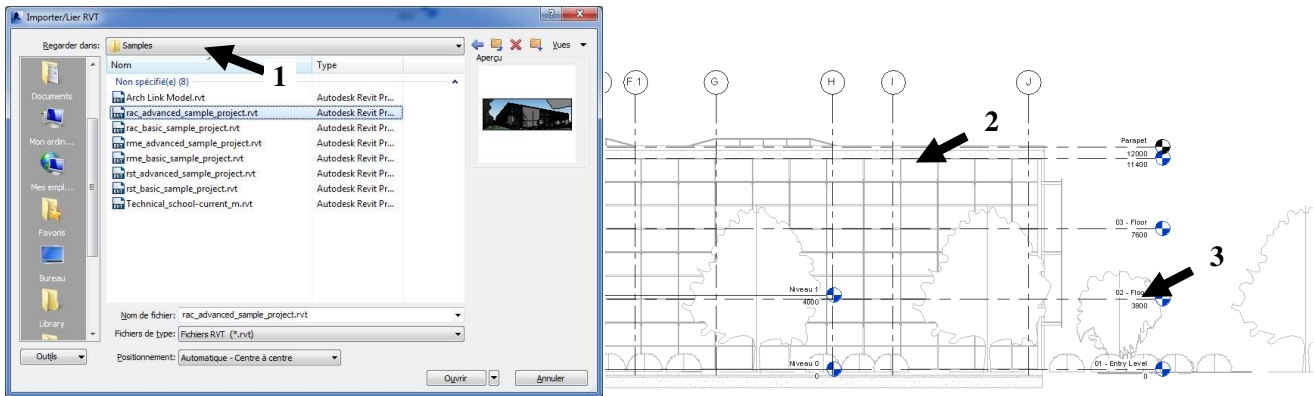 Importer/Lier RVT
Regarder dans: Samples
Vues
Nom Type
Aperçu
Non spécifié(e) (8)
Arch Link Model.rvt Autodesk Revit Pr...
rac_advanced_sample_project.rvt Autodesk Revit Pr...
rac_basic_sample_project.rvt Autodesk Revit Pr...
rme_advanced_sample_project.rvt Autodesk Revit Pr...
rme_basic_sample_project.rvt Autodesk Revit Pr...
rst_advanced_sample_project.rvt Autodesk Revit Pr...
rst_basic_sample_project.rvt Autodesk Revit Pr...
Technical_school-current_m.rvt Autodesk Revit Pr...
Documents
Mon ordin...
Mes empl...
Favoris
Bureau
Library
Nom de fichier: rac_advanced_sample_project.rvt
Fichiers de type: Fichiers RVT (*.rvt)
Outils
Positionnement: Automatique - Centre à centre
Ouvrir
Annuler
1
F.1 G H I J
2
Parapet
12000
11400
03 - Floor
7600
3
02 - Floor
3800
Niveau 1
4000
Niveau 0
0
01 - Entry Level
0